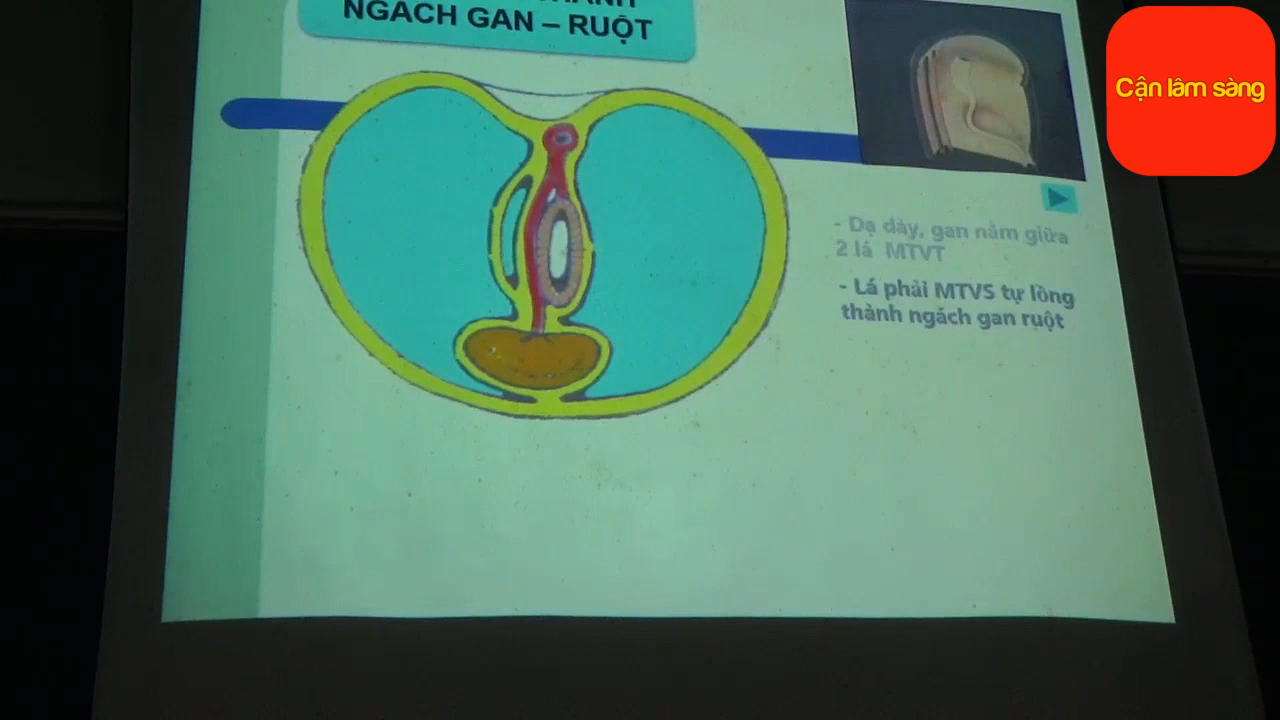 NGÁCH GAN – RUỘT
Cận lâm sàng
- Dạ dày, gan nằm giữa
2 lá MTVT
- Lá phải MTVS tự lồng
thành ngách gan ruột